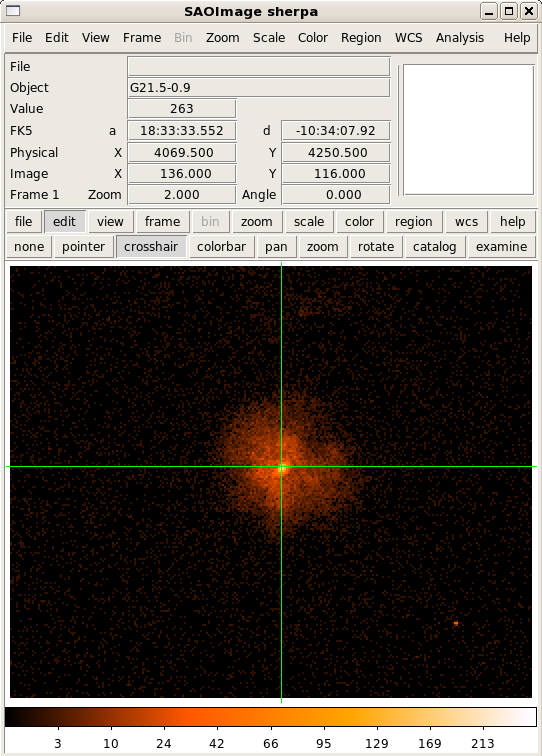 SAOImage sherpa
File Edit View Frame Bin Zoom Scale Color Region WCS Analysis Help
File
Object G21.5-0.9
Value 263
FK5 a 18:33:33.552 d -10:34:07.92
Physical X 4069.500 Y 4250.500
Image X 136.000 Y 116.000
Frame 1 Zoom 2.000 Angle 0.000
file edit view frame bin zoom scale color region wcs help
none pointer crosshair colorbar pan zoom rotate catalog examine
3 10 24 42 66 95 129 169 213